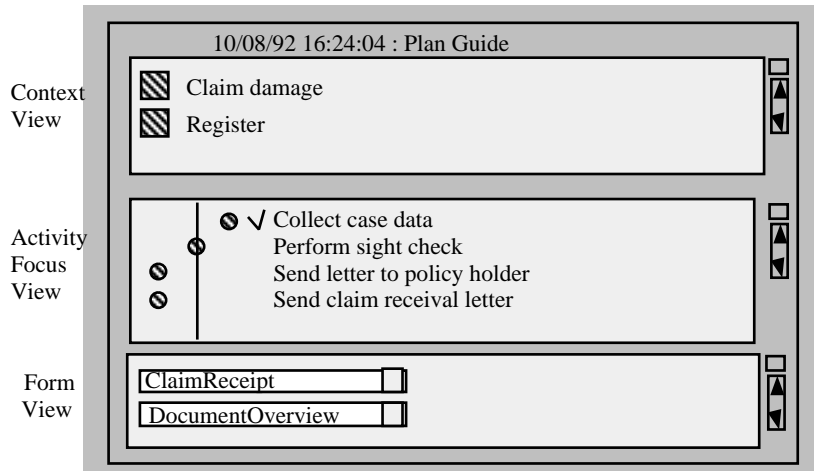 10/08/92 16:24:04 : Plan Guide
Context
View
Claim damage
Register
Activity
Focus
View
Collect case data
Perform sight check
Send letter to policy holder
Send claim receival letter
Form
View
ClaimReceipt
DocumentOverview